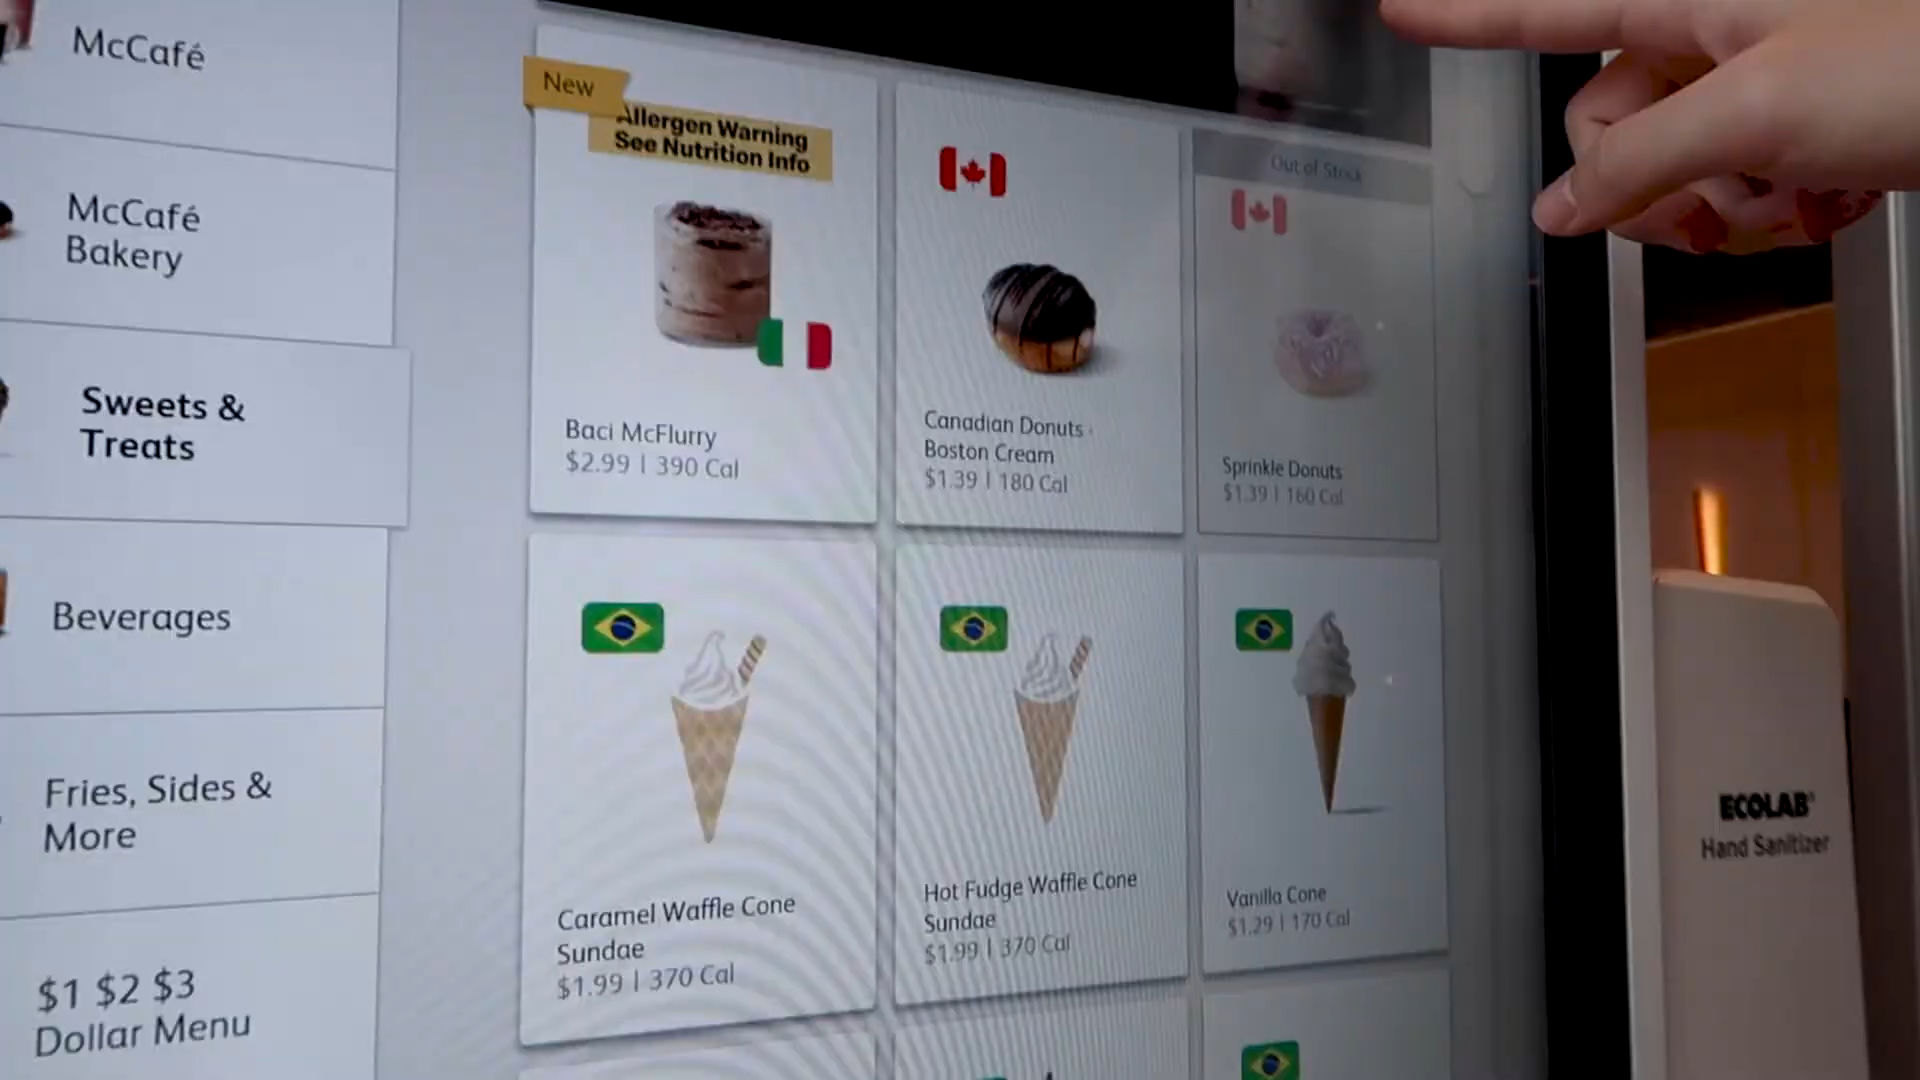 McCafé
McCafé
Bakery
Sweets &
Treats
Beverages
Fries, Sides &
More
$1 $2 $3
Dollar Menu
New
Allergen Warning
See Nutrition Info
Baci McFlurry
$2.99 | 390 Cal
Canadian Donuts -
Boston Cream
$1.39 | 180 Cal
Out of Stock
Sprinkle Donuts
$1.39 | 160 Cal
Caramel Waffle Cone
Sundae
$1.99 | 370 Cal
Hot Fudge Waffle Cone
Sundae
$1.99 | 370 Cal
Vanilla Cone
$1.29 | 170 Cal
ECOLAB®
Hand Sanitizer